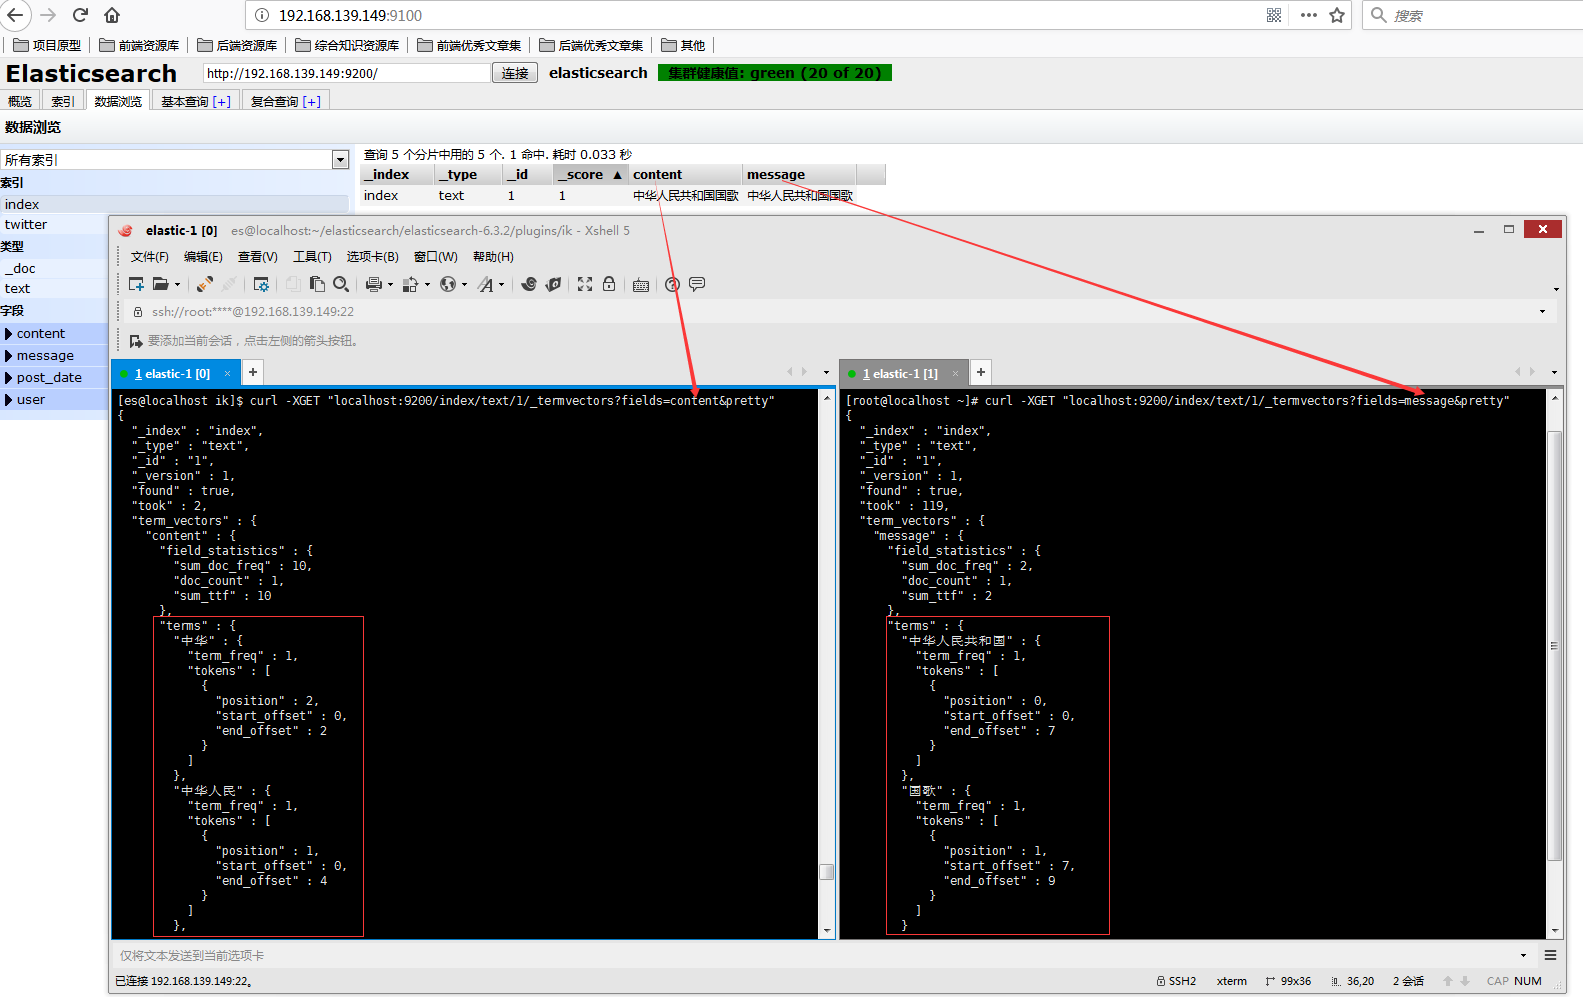 192.168.139.149:9100
搜索
项目原型 前端资源库 后端资源库 综合知识资源库 前端优秀文章集 后端优秀文章集 其他
Elasticsearch http://192.168.139.149:9200/ 连接 elasticsearch 集群健康值: green (20 of 20)
概览 索引 数据浏览 基本查询 [+] 复合查询 [+]
数据浏览
所有索引
索引
index
twitter
类型
_doc
text
字段
content
message
post_date
user
查询 5 个分片中用的 5 个. 1 命中. 耗时 0.033 秒
_index _type _id _score ▲ content message
index text 1 1 中华人民共和国国歌 中华人民共和国国歌
elastic-1 [0] es@localhost:~/elasticsearch/elasticsearch-6.3.2/plugins/ik - Xshell 5
文件(F) 编辑(E) 查看(V) 工具(T) 选项卡(B) 窗口(W) 帮助(H)
ssh://root:****@192.168.139.149:22
要添加当前会话，点击左侧的箭头按钮。
1 elastic-1 [0] × +
[es@localhost ik]$ curl -XGET "localhost:9200/index/text/1/_termvectors?fields=content&pretty"
{
"_index" : "index",
"_type" : "text",
"_id" : "1",
"_version" : 1,
"found" : true,
"took" : 2,
"term_vectors" : {
"content" : {
"field_statistics" : {
"sum_doc_freq" : 10,
"doc_count" : 1,
"sum_ttf" : 10
},
"terms" : {
"中华" : {
"term_freq" : 1,
"tokens" : [
{
"position" : 2,
"start_offset" : 0,
"end_offset" : 2
}
]
},
"中华人民" : {
"term_freq" : 1,
"tokens" : [
{
"position" : 1,
"start_offset" : 0,
"end_offset" : 4
}
]
},
1 elastic-1 [1] × +
[root@localhost ~]# curl -XGET "localhost:9200/index/text/1/_termvectors?fields=message&pretty"
{
"_index" : "index",
"_type" : "text",
"_id" : "1",
"_version" : 1,
"found" : true,
"took" : 119,
"term_vectors" : {
"message" : {
"field_statistics" : {
"sum_doc_freq" : 2,
"doc_count" : 1,
"sum_ttf" : 2
},
"terms" : {
"中华人民共和国" : {
"term_freq" : 1,
"tokens" : [
{
"position" : 0,
"start_offset" : 0,
"end_offset" : 7
}
]
},
"国歌" : {
"term_freq" : 1,
"tokens" : [
{
"position" : 1,
"start_offset" : 7,
"end_offset" : 9
}
]
}
仅将文本发送到当前选项卡
已连接 192.168.139.149:22。 SSH2 xterm 99x36 36,20 2 会话 CAP NUM